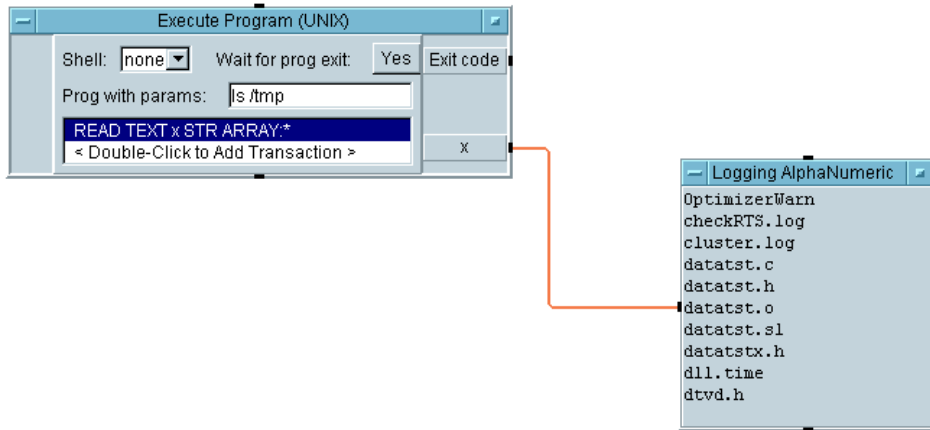 Execute Program (UNIX)
Shell: none Wait for prog exit: Yes Exit code
Prog with params: ls /tmp
READ TEXT x STR ARRAY:*
< Double-Click to Add Transaction >
x
Logging AlphaNumeric
OptimizerWarn
checkRTS.log
cluster.log
datatst.c
datatst.h
datatst.o
datatst.sl
datatstx.h
dll.time
dtvd.h